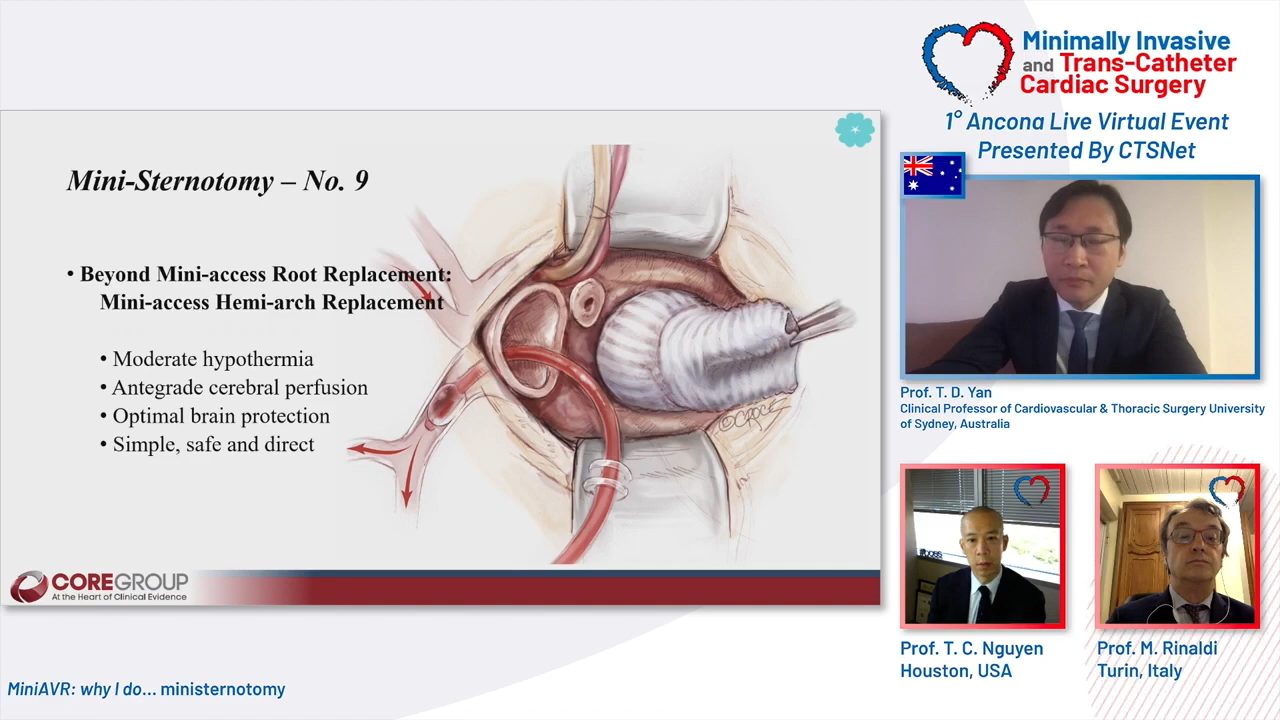 Minimally Invasive
and Trans-Catheter
Cardiac Surgery
1° Ancona Live Virtual Event
Presented By CTSNet
Mini-Sternotomy – No. 9
• Beyond Mini-access Root Replacement:
Mini-access Hemi-arch Replacement
• Moderate hypothermia
• Antegrade cerebral perfusion
• Optimal brain protection
• Simple, safe and direct
©CROCE
COREGROUP
At the Heart of Clinical Evidence
Prof. T. D. Yan
Clinical Professor of Cardiovascular & Thoracic Surgery University
of Sydney, Australia
Prof. T. C. Nguyen
Houston, USA
Prof. M. Rinaldi
Turin, Italy
MiniAVR: why I do... ministernotomy